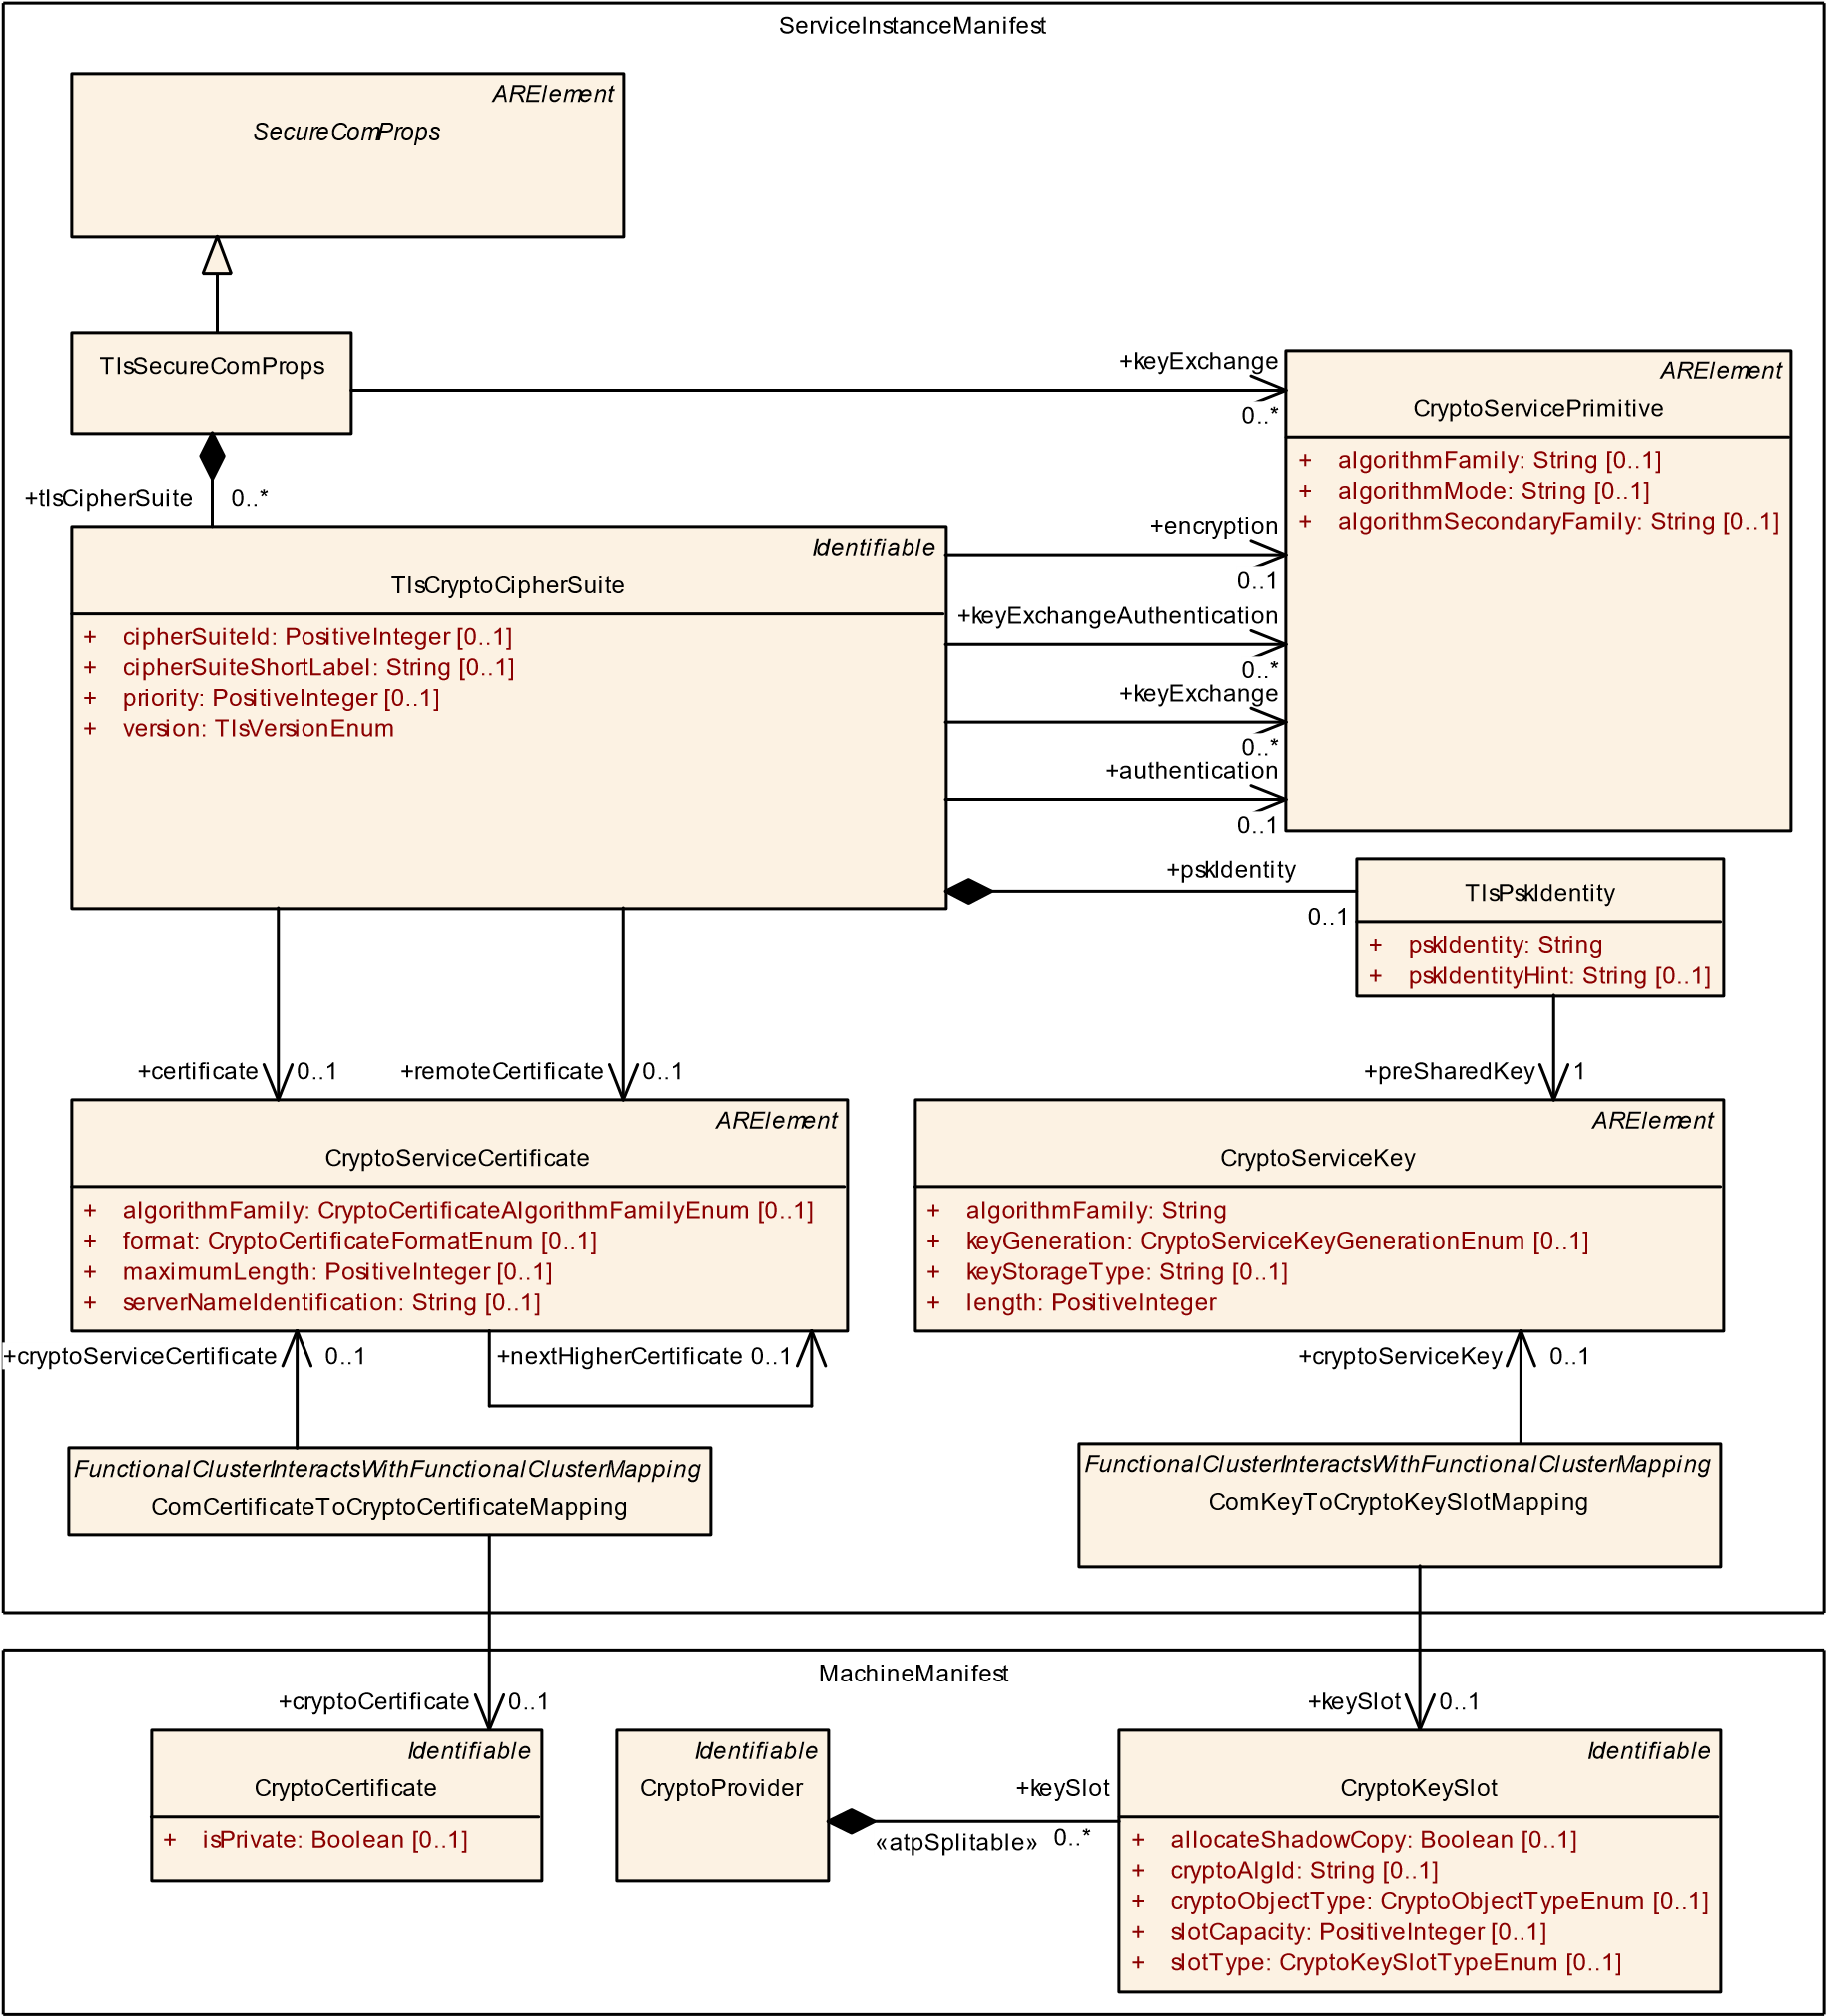 ServiceInstanceManifest
ARElement
SecureComProps
TlsSecureComProps
+keyExchange
0..*
ARElement
CryptoServicePrimitive
+ algorithmFamily: String [0..1]
+ algorithmMode: String [0..1]
+ algorithmSecondaryFamily: String [0..1]
+tlsCipherSuite 0..*
Identifiable
TlsCryptoCipherSuite
+ cipherSuiteId: PositiveInteger [0..1]
+ cipherSuiteShortLabel: String [0..1]
+ priority: PositiveInteger [0..1]
+ version: TlsVersionEnum
+encryption
0..1
+keyExchangeAuthentication
0..*
+keyExchange
0..*
+authentication
0..1
+pskIdentity
0..1
TlsPskIdentity
+ pskIdentity: String
+ pskIdentityHint: String [0..1]
+certificate 0..1
+remoteCertificate 0..1
+preSharedKey 1
ARElement
CryptoServiceCertificate
+ algorithmFamily: CryptoCertificateAlgorithmFamilyEnum [0..1]
+ format: CryptoCertificateFormatEnum [0..1]
+ maximumLength: PositiveInteger [0..1]
+ serverNameIdentification: String [0..1]
ARElement
CryptoServiceKey
+ algorithmFamily: String
+ keyGeneration: CryptoServiceKeyGenerationEnum [0..1]
+ keyStorageType: String [0..1]
+ length: PositiveInteger
+cryptoServiceCertificate 0..1
+nextHigherCertificate 0..1
+cryptoServiceKey 0..1
FunctionalClusterInteractsWithFunctionalClusterMapping
ComCertificateToCryptoCertificateMapping
FunctionalClusterInteractsWithFunctionalClusterMapping
ComKeyToCryptoKeySlotMapping
MachineManifest
+cryptoCertificate 0..1
+keySlot 0..1
Identifiable
CryptoCertificate
+ isPrivate: Boolean [0..1]
Identifiable
CryptoProvider
+keySlot
«atpSplitable» 0..*
Identifiable
CryptoKeySlot
+ allocateShadowCopy: Boolean [0..1]
+ cryptoAlgId: String [0..1]
+ cryptoObjectType: CryptoObjectTypeEnum [0..1]
+ slotCapacity: PositiveInteger [0..1]
+ slotType: CryptoKeySlotTypeEnum [0..1]